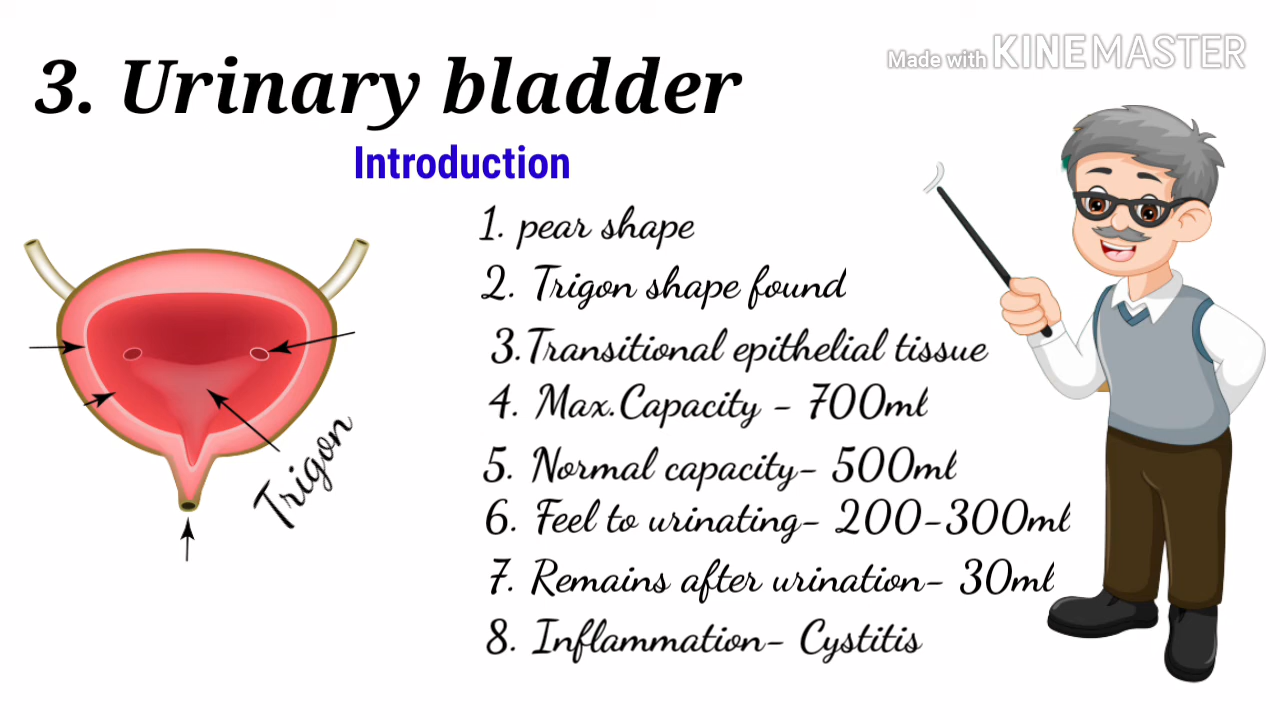 3. Urinary bladder
Made with KINEMASTER
Introduction
1. pear shape
2. Trigon shape found
3. Transitional epithelial tissue
4. Max. Capacity - 700ml
5. Normal capacity- 500ml
6. Feel to urinating- 200-300ml
7. Remains after urination- 30ml
8. Inflammation- Cystitis
Trigon